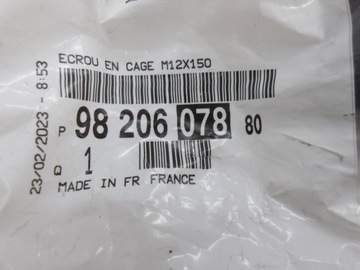 ECROU EN CAGE M12X150
P 98 206 078 80
Q 1
MADE IN FR FRANCE
23/02/2023 - 8:53